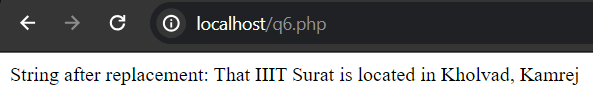 localhost/q6.php
String after replacement: That IIIT Surat is located in Kholvad, Kamrej